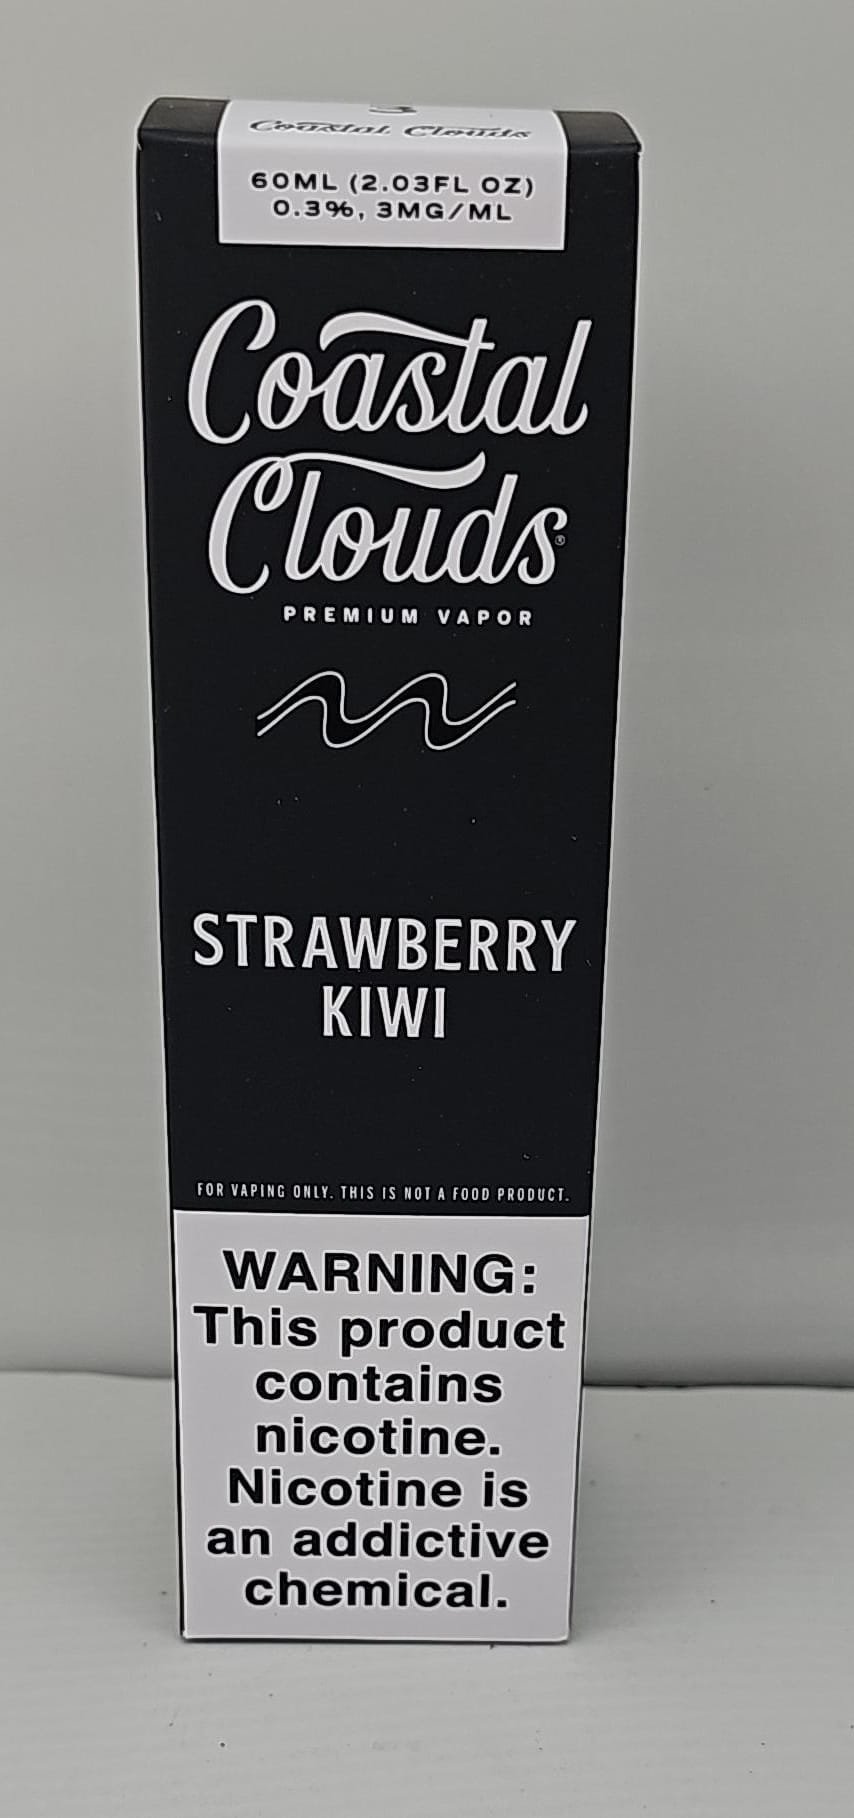 Coastal Clouds
60ML (2.03FL OZ)
0.3%, 3MG/ML
Coastal
Clouds®
PREMIUM VAPOR
STRAWBERRY
KIWI
FOR VAPING ONLY. THIS IS NOT A FOOD PRODUCT.
WARNING:
This product
contains
nicotine.
Nicotine is
an addictive
chemical.